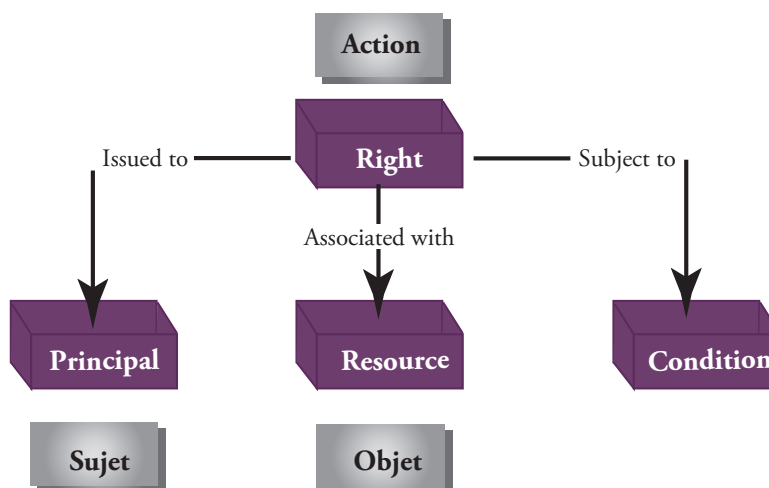 Action
Right
Issued to
Subject to
Associated with
Principal
Resource
Condition
Sujet
Objet